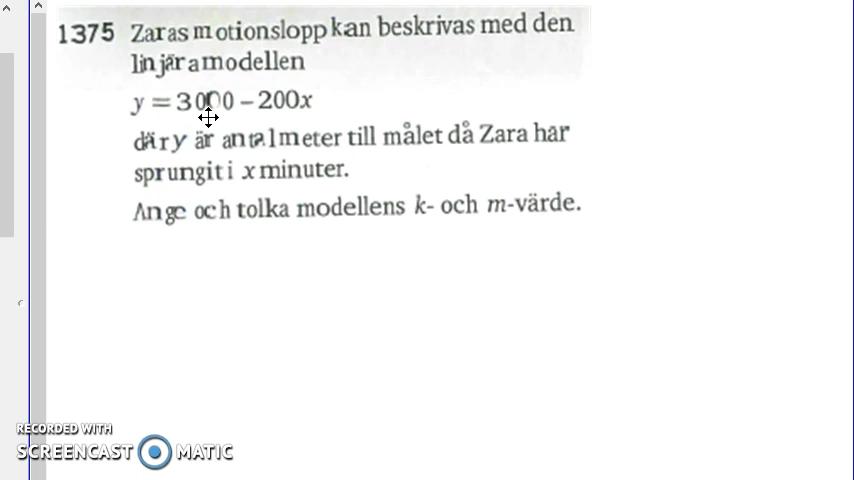 1375 Zaras motionslopp kan beskrivas med den
linjära modellen
y = 3000 – 200x
där y är antal meter till målet då Zara har
sprungit i x minuter.
Ange och tolka modellens k- och m-värde.
RECORDED WITH
SCREENCAST MATIC